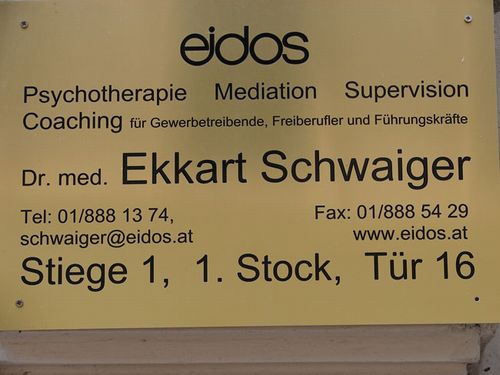 eidos
Psychotherapie Mediation Supervision
Coaching für Gewerbetreibende, Freiberufler und Führungskräfte
Dr. med. Ekkart Schwaiger
Tel: 01/888 13 74, Fax: 01/888 54 29
schwaiger@eidos.at www.eidos.at
Stiege 1, 1. Stock, Tür 16